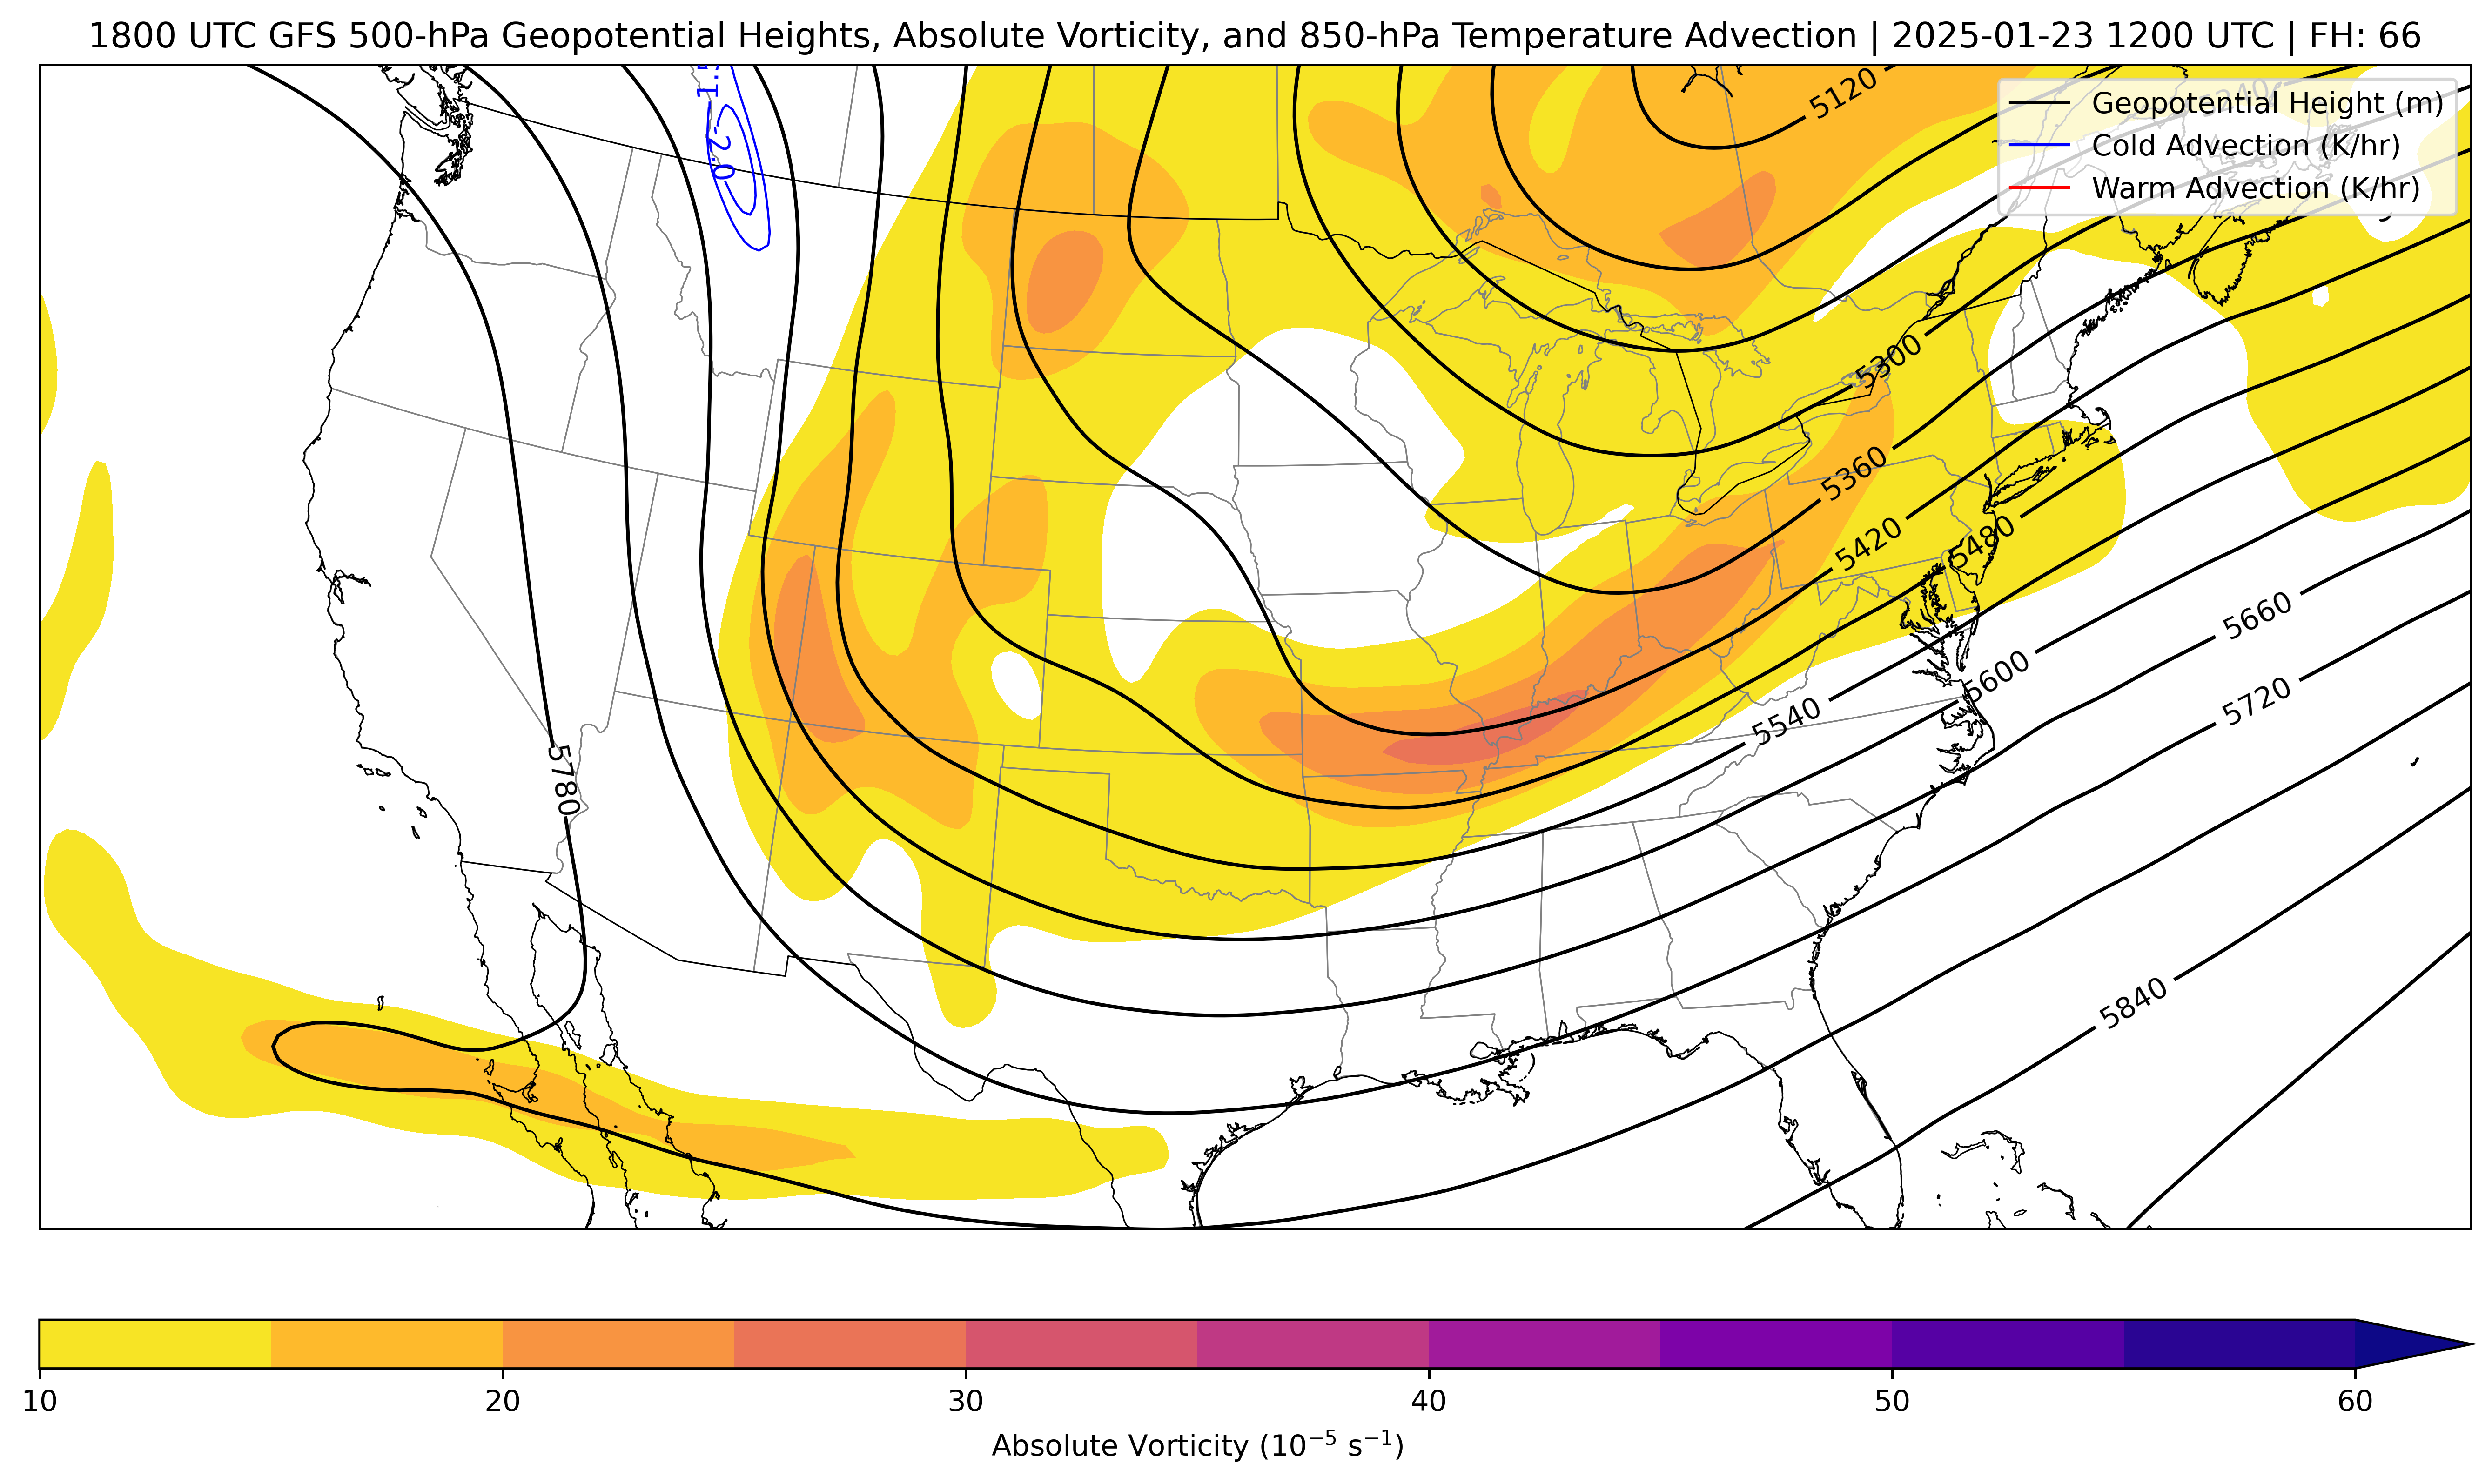 1800 UTC GFS 500-hPa Geopotential Heights, Absolute Vorticity, and 850-hPa Temperature Advection | 2025-01-23 1200 UTC | FH: 66
Geopotential Height (m)
Cold Advection (K/hr)
Warm Advection (K/hr)
5120
5240
-2.0
5300
5360
5420
5480
5660
5600
5720
5540
5780
5840
10 20 30 40 50 60
Absolute Vorticity (10⁻⁵ s⁻¹)